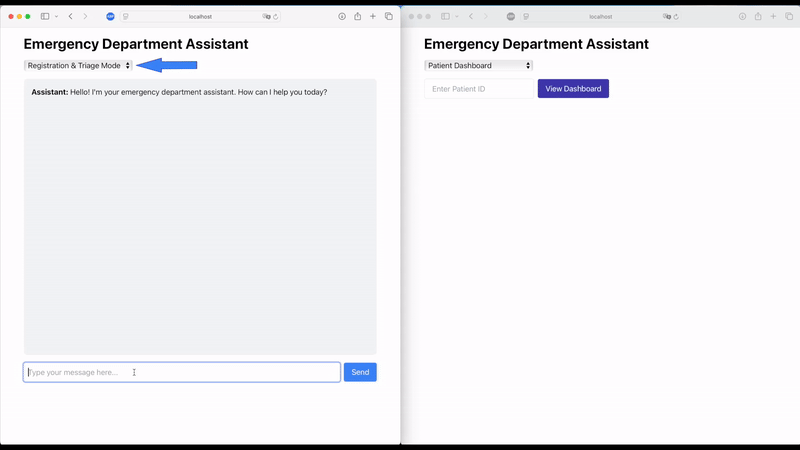 localhost
Emergency Department Assistant
Registration & Triage Mode
Assistant: Hello! I'm your emergency department assistant. How can I help you today?
Type your message here...
Send
localhost
Emergency Department Assistant
Patient Dashboard
Enter Patient ID
View Dashboard